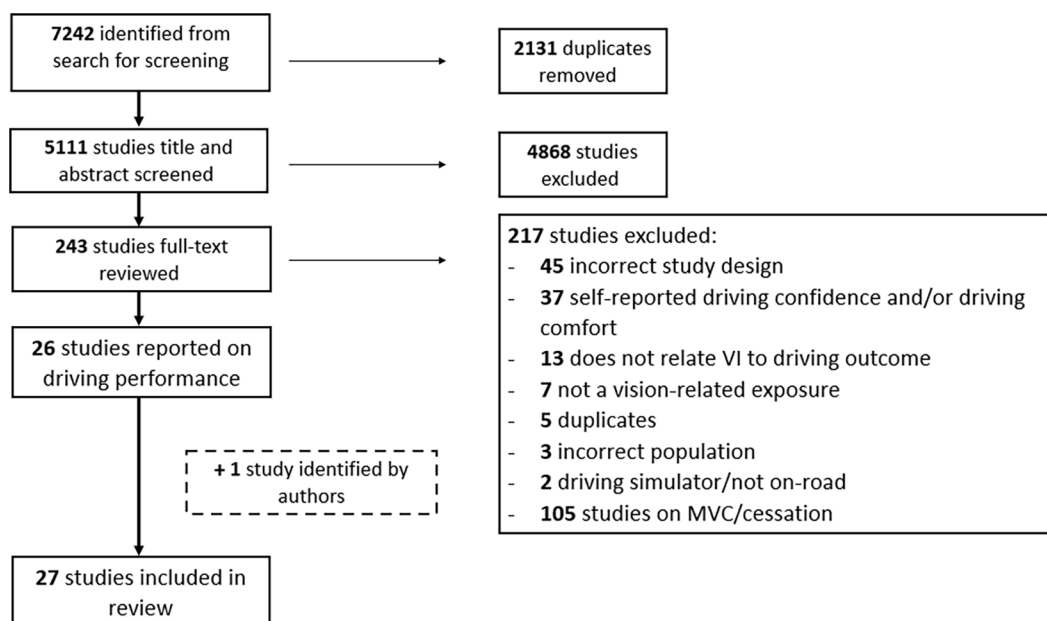 7242 identified from
search for screening
2131 duplicates
removed
5111 studies title and
abstract screened
4868 studies
excluded
243 studies full-text
reviewed
217 studies excluded:
- 45 incorrect study design
- 37 self-reported driving confidence and/or driving
comfort
- 13 does not relate VI to driving outcome
- 7 not a vision-related exposure
- 5 duplicates
- 3 incorrect population
- 2 driving simulator/not on-road
- 105 studies on MVC/cessation
26 studies reported on
driving performance
+ 1 study identified by
authors
27 studies included in
review